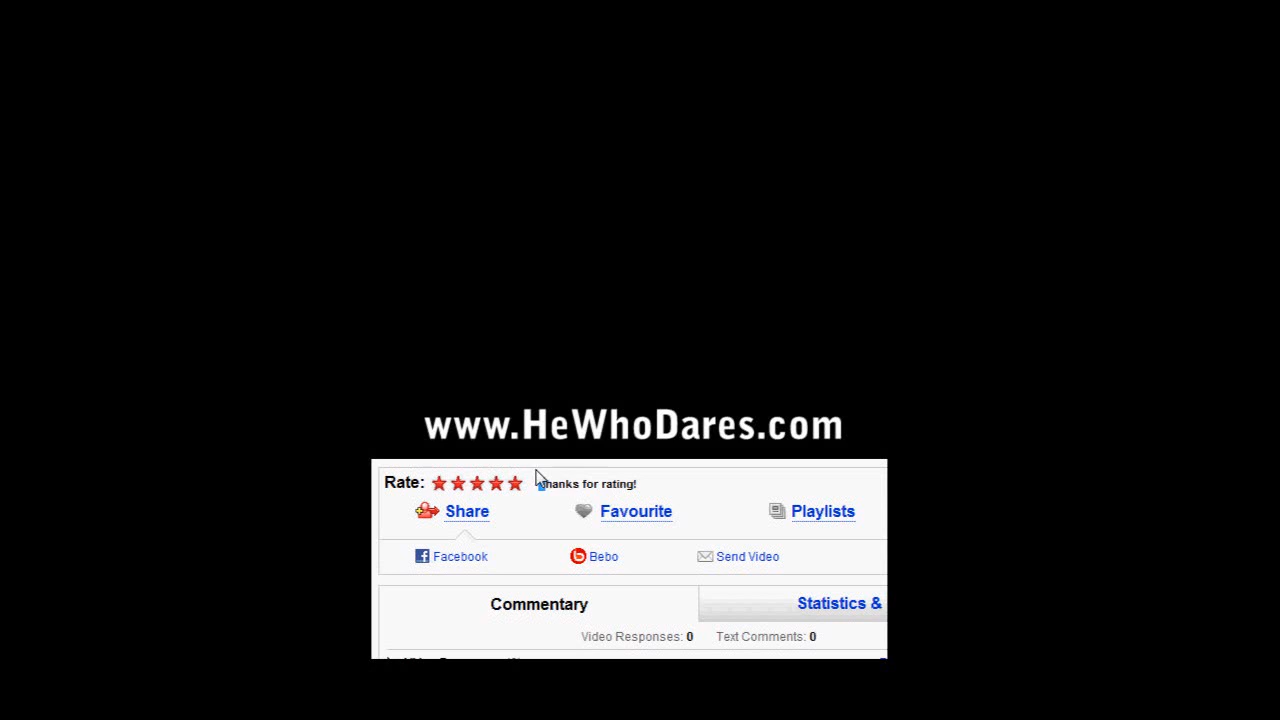 www.HeWhoDares.com
Rate: thanks for rating!
Share Favourite Playlists
Facebook Bebo Send Video
Commentary Statistics &
Video Responses: 0 Text Comments: 0